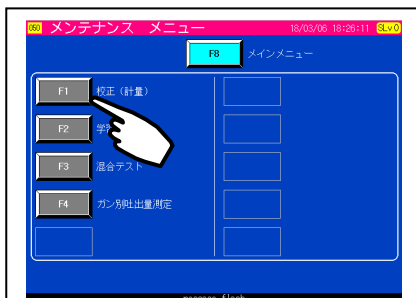 050 メンテナンス メニュー 18/03/06 18:26:11 SLv0
F8 メインメニュー
F1 校正(計量)
F2 学
F3 混合テスト
F4 ガン別吐出量測定